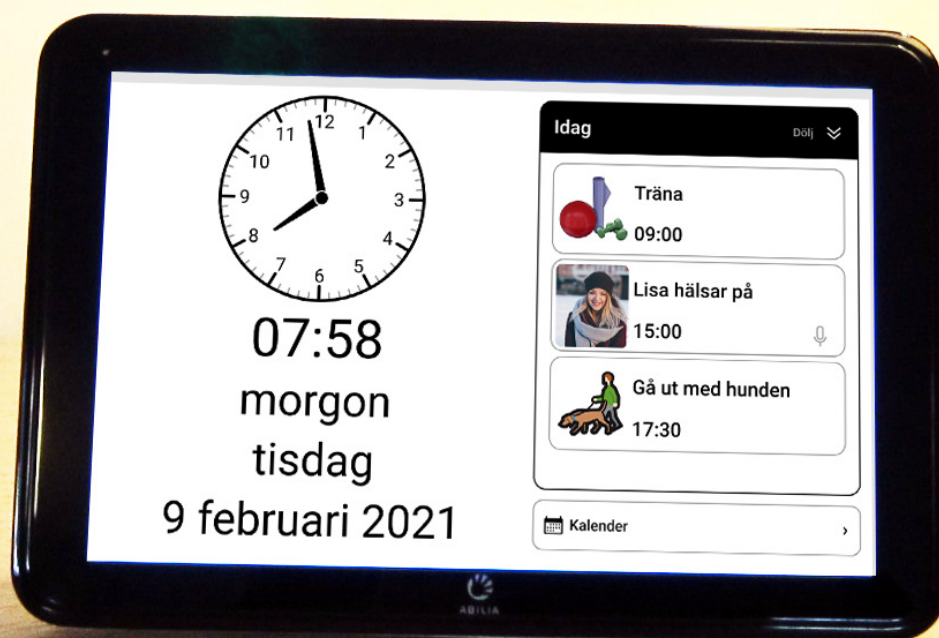 12
1
2
3
4
5
6
7
8
9
10
11
07:58
morgon
tisdag
9 februari 2021
Idag
Dölj
Träna
09:00
Lisa hälsar på
15:00
Gå ut med hunden
17:30
Kalender
ABILIA